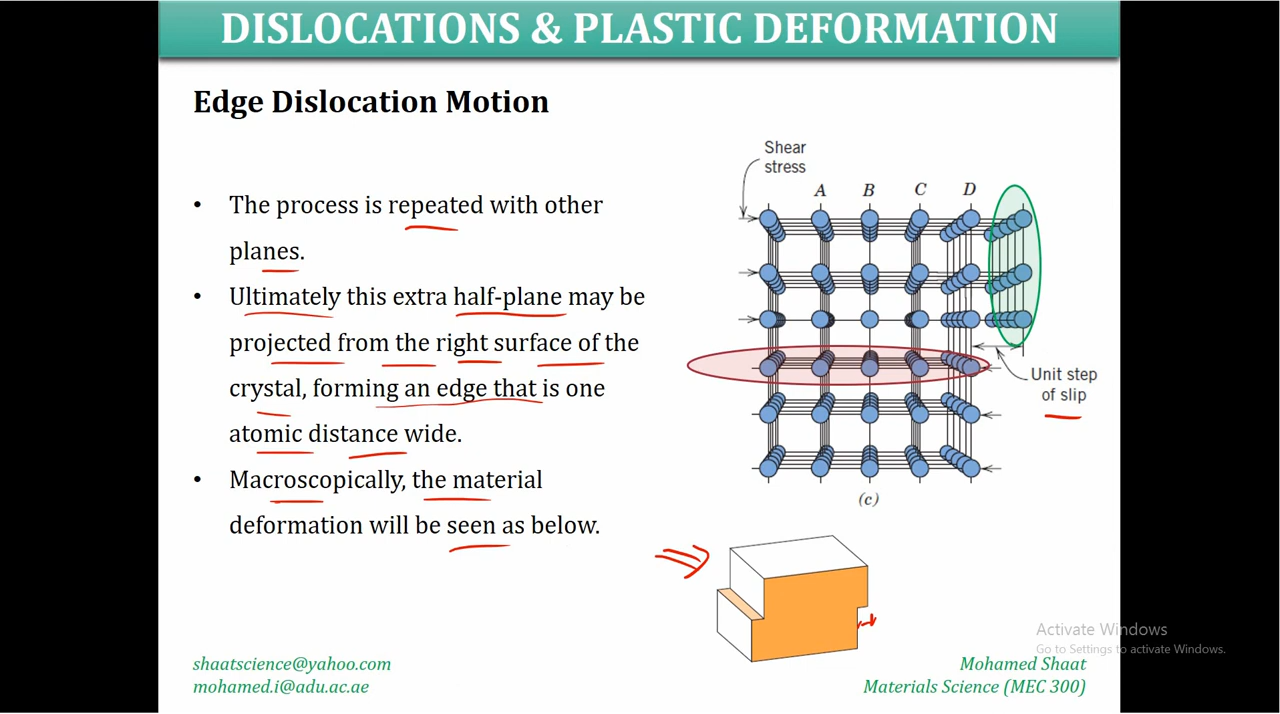 DISLOCATIONS & PLASTIC DEFORMATION
Edge Dislocation Motion
• The process is repeated with other
planes.
• Ultimately this extra half-plane may be
projected from the right surface of the
crystal, forming an edge that is one
atomic distance wide.
• Macroscopically, the material
deformation will be seen as below.
Shear
stress
A B C D
Unit step
of slip
(c)
Activate Windows
Go to Settings to activate Windows.
shaatscience@yahoo.com
mohamed.i@adu.ac.ae
Mohamed Shaat
Materials Science (MEC 300)